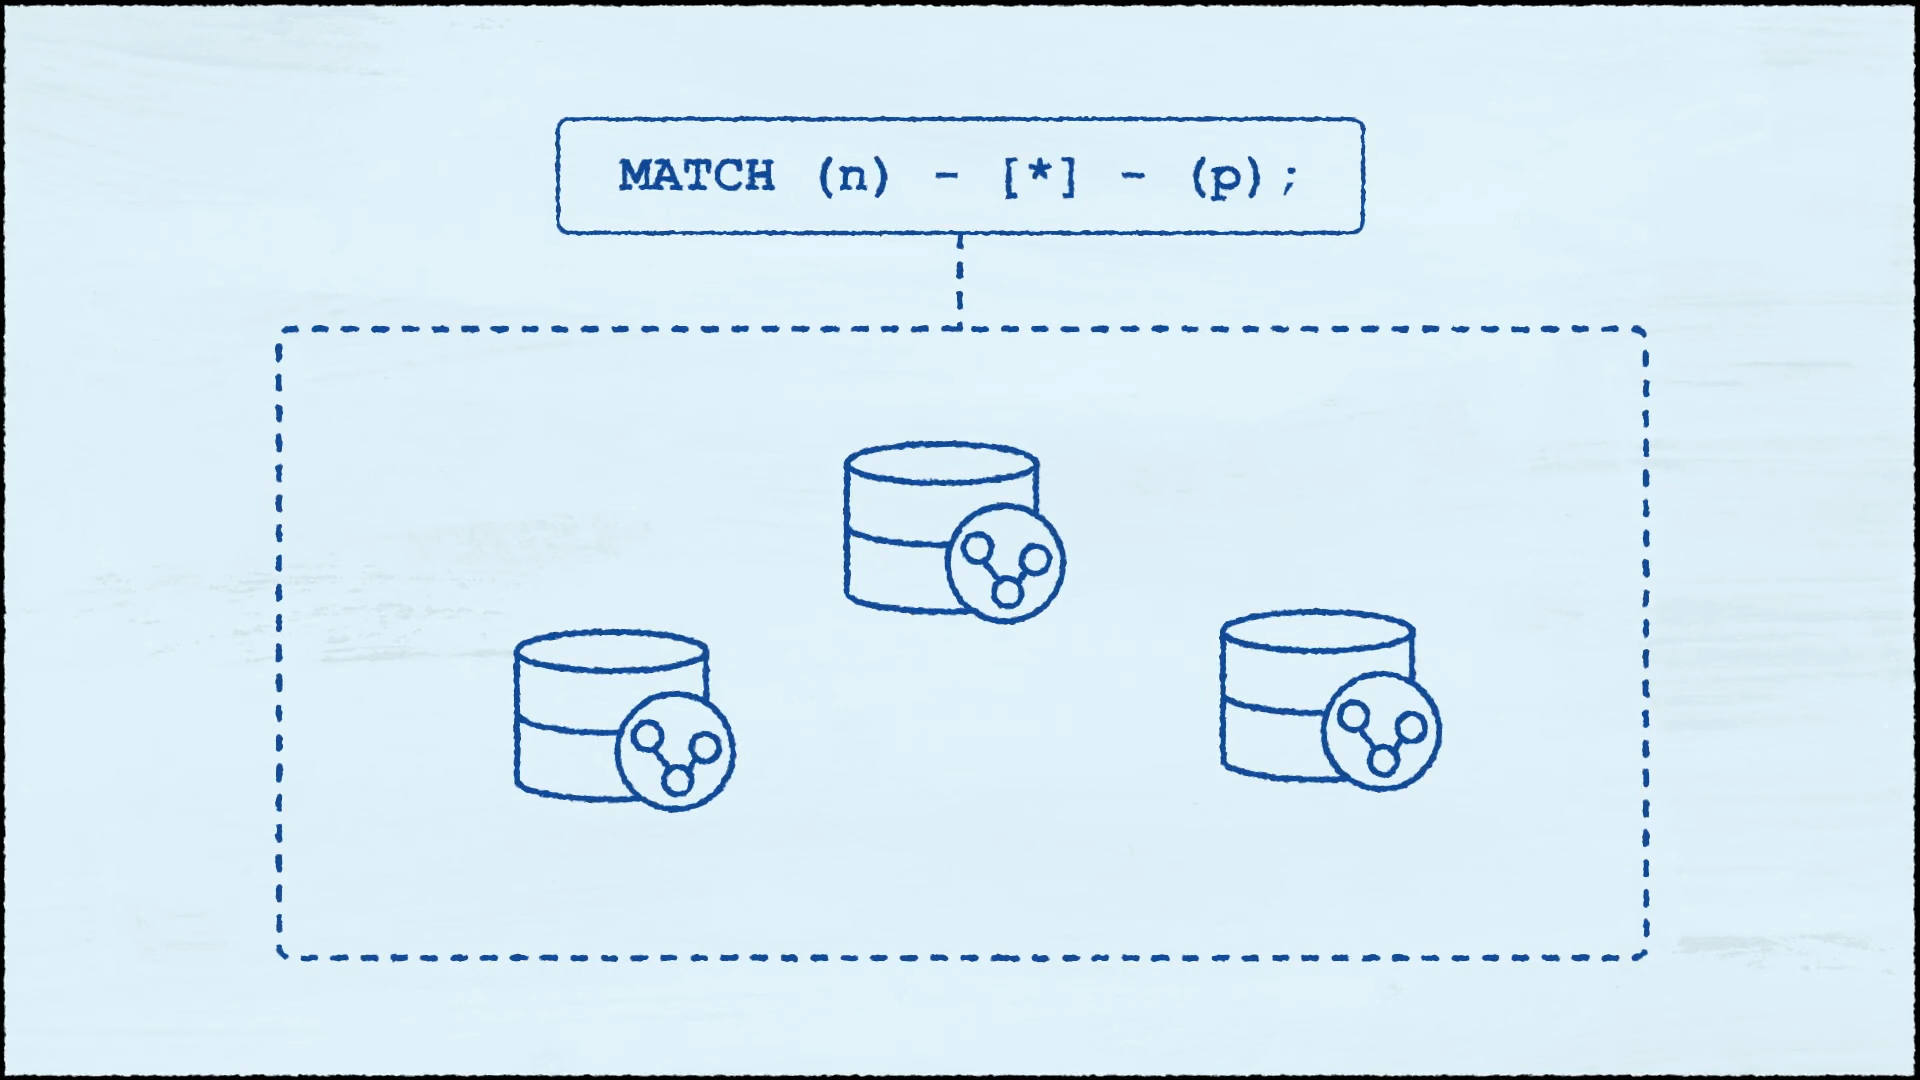 MATCH (n) - [*] - (p);